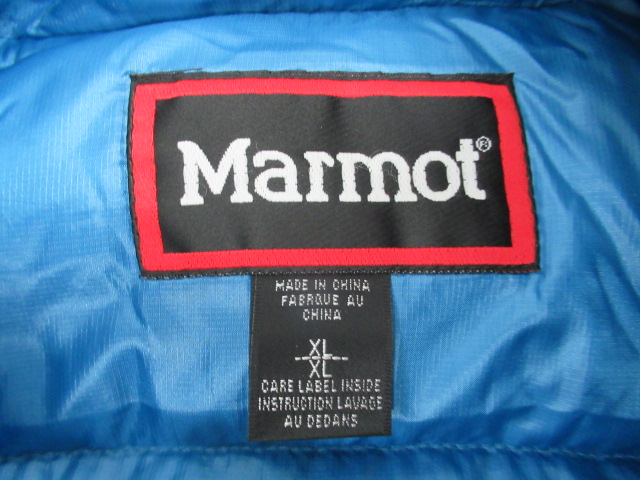 Marmot®
MADE IN CHINA
FABRQUE AU
CHINA
XL
XL
CARE LABEL INSIDE
INSTRUCTION LAVAGE
AU DEDANS